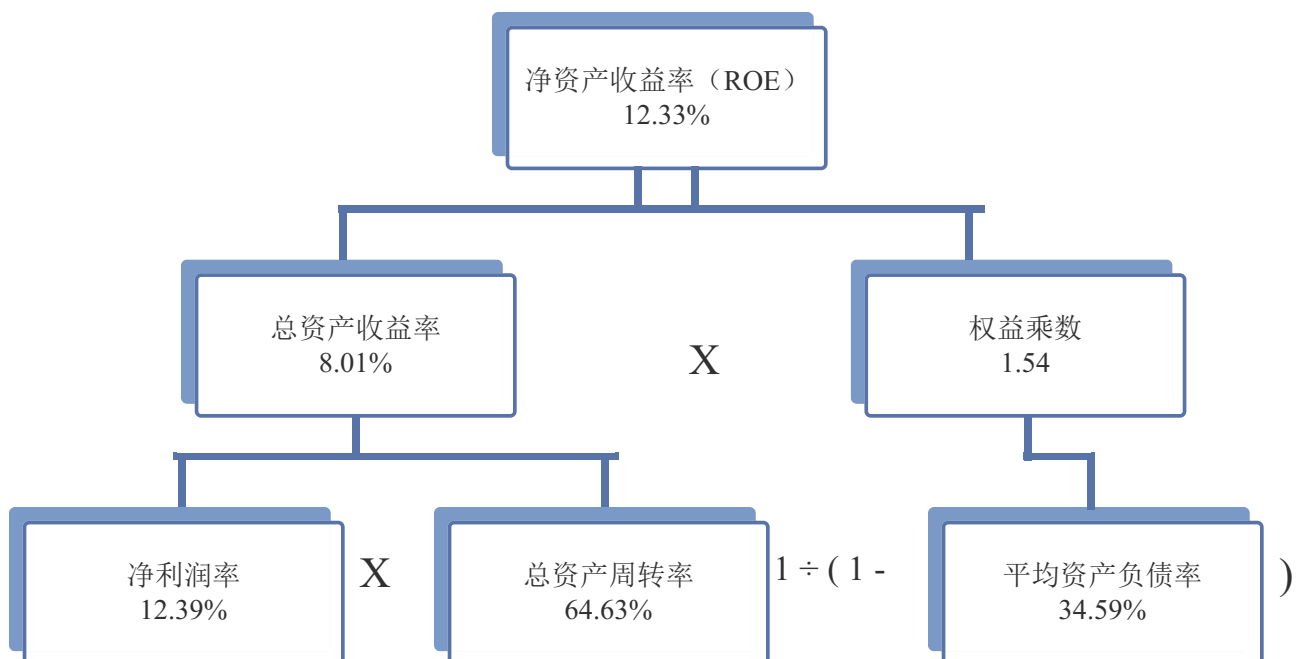 净资产收益率（ROE）
12.33%
总资产收益率
8.01%
X
权益乘数
1.54
净利润率
12.39%
X
总资产周转率
64.63%
1 ÷ ( 1 -
平均资产负债率
34.59%
)